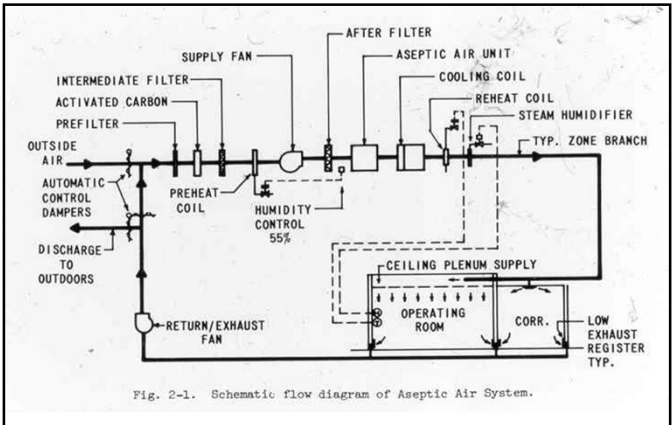 AFTER FILTER
SUPPLY FAN
ASEPTIC AIR UNIT
INTERMEDIATE FILTER
COOLING COIL
ACTIVATED CARBON
REHEAT COIL
PREFILTER
STEAM HUMIDIFIER
OUTSIDE
AIR
TYP. ZONE BRANCH
AUTOMATIC
CONTROL
DAMPERS
PREHEAT
COIL
HUMIDITY
CONTROL
55%
DISCHARGE
TO
OUTDOORS
CEILING PLENUM SUPPLY
OPERATING
ROOM
CORR.
LOW
EXHAUST
REGISTER
TYP.
RETURN/EXHAUST
FAN
Fig. 2-1. Schematic flow diagram of Aseptic Air System.